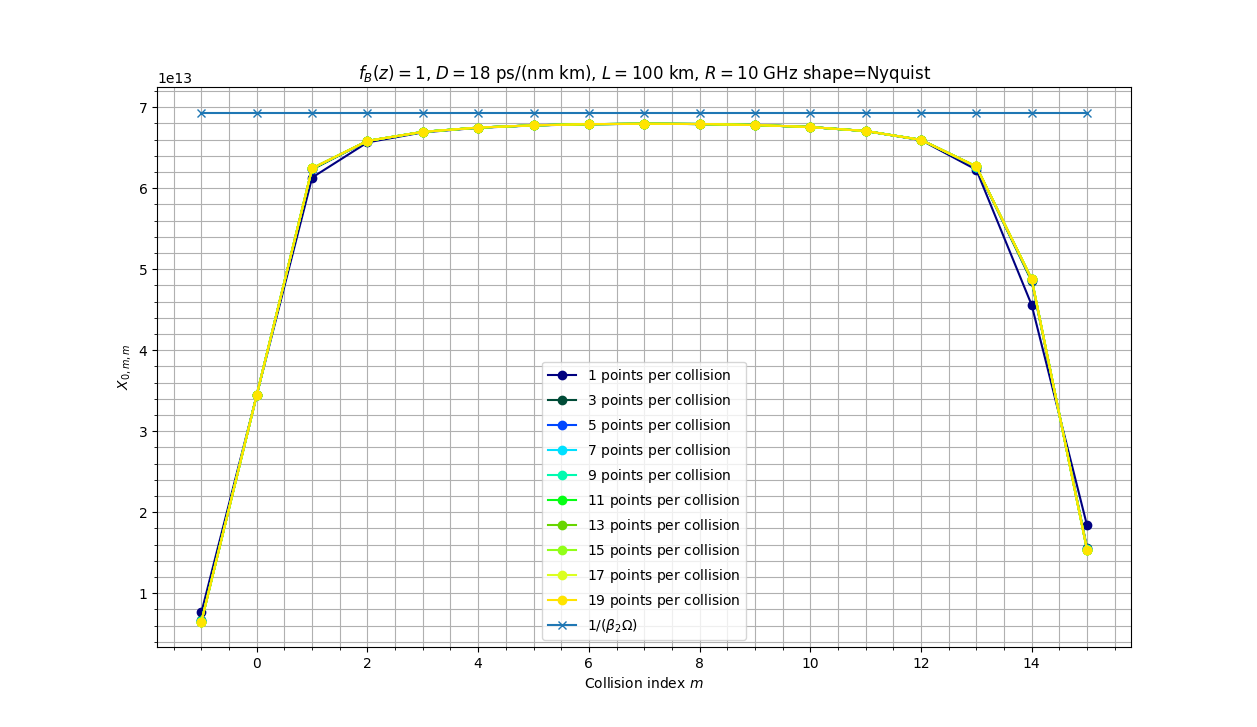 f_B(z) = 1, D = 18 ps/(nm km), L = 100 km, R = 10 GHz shape=Nyquist
1e13
7
6
5
4
3
2
1
X_{0,m,m}
1 points per collision
3 points per collision
5 points per collision
7 points per collision
9 points per collision
11 points per collision
13 points per collision
15 points per collision
17 points per collision
19 points per collision
1/(β₂Ω)
0 2 4 6 8 10 12 14
Collision index m